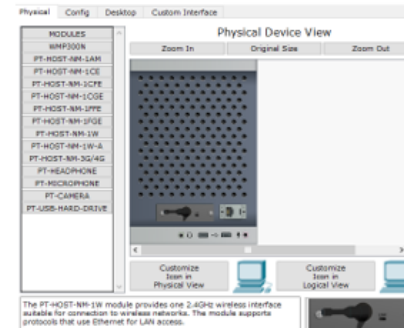 Physical Config Desktop Custom Interface
MODULES
WMP300N
PT-HOST-NM-1AM
PT-HOST-NM-1CE
PT-HOST-NM-1CFE
PT-HOST-NM-1CGE
PT-HOST-NM-1FFE
PT-HOST-NM-1FGE
PT-HOST-NM-1W
PT-HOST-NM-1W-A
PT-HOST-NM-3G/4G
PT-HEADPHONE
PT-MICROPHONE
PT-CAMERA
PT-USB-HARD-DRIVE
Physical Device View
Zoom In Original Size Zoom Out
Customize
Icon in
Physical View
Customize
Icon in
Logical View
The PT-HOST-NM-1W module provides one 2.4GHz wireless interface
suitable for connection to wireless networks. The module supports
protocols that use Ethernet for LAN access.